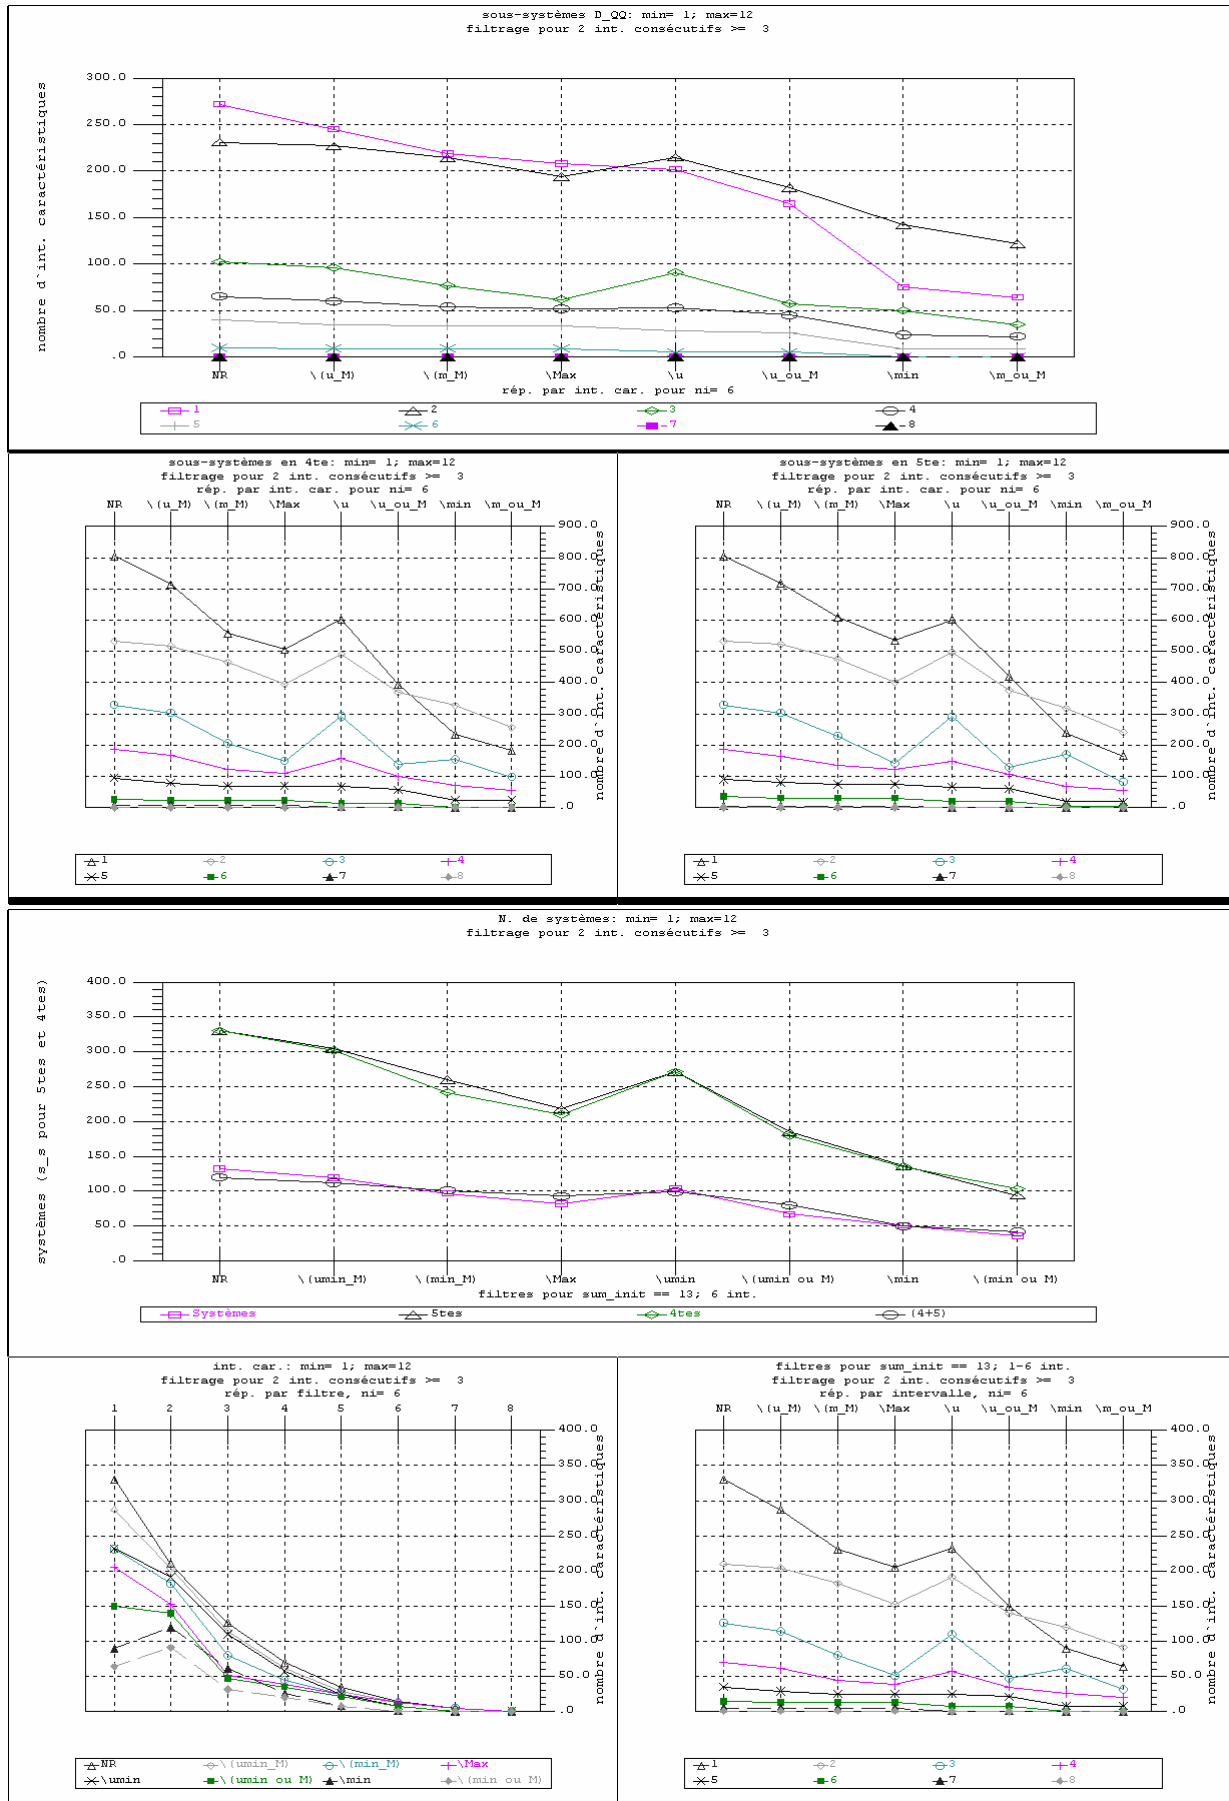 sous-systèmes D_QQ: min= 1; max=12
filtrage pour 2 int. consécutifs >= 3
nombre d`int. caractéristiques
300.0
250.0
200.0
150.0
100.0
50.0
.0
NR \(u_M) \(m_M) \Max \u \u_ou_M \min \m_ou_M
rép. par int. car. pour ni= 6
1 2 3 4
5 6 7 8
sous-systèmes en 4te: min= 1; max=12
filtrage pour 2 int. consécutifs >= 3
rép. par int. car. pour ni= 6
NR \(u_M) \(m_M) \Max \u \u_ou_M \min \m_ou_M
900.0
800.0
700.0
600.0
500.0
400.0
300.0
200.0
100.0
.0
nombre d`int. caractéristiques
1 2 3 4
5 6 7 8
sous-systèmes en 5te: min= 1; max=12
filtrage pour 2 int. consécutifs >= 3
rép. par int. car. pour ni= 6
NR \(u_M) \(m_M) \Max \u \u_ou_M \min \m_ou_M
900.0
800.0
700.0
600.0
500.0
400.0
300.0
200.0
100.0
.0
nombre d`int. caractéristiques
1 2 3 4
5 6 7 8
N. de systèmes: min= 1; max=12
filtrage pour 2 int. consécutifs >= 3
systèmes (s_s pour 5tes et 4tes)
400.0
350.0
300.0
250.0
200.0
150.0
100.0
50.0
.0
NR \(umin_M) \(min_M) \Max \umin \(umin ou M) \min \(min ou M)
filtres pour sum_init == 13; 6 int.
Systèmes 5tes 4tes (4+5)
int. car.: min= 1; max=12
filtrage pour 2 int. consécutifs >= 3
rép. par filtre, ni= 6
1 2 3 4 5 6 7 8
400.0
350.0
300.0
250.0
200.0
150.0
100.0
50.0
.0
nombre d`int. caractéristiques
NR \(umin_M) \(min_M) \Max
\umin \(umin ou M) \min \(min ou M)
filtres pour sum_init == 13; 1-6 int.
filtrage pour 2 int. consécutifs >= 3
rép. par intervalle, ni= 6
NR \(u_M) \(m_M) \Max \u \u_ou_M \min \m_ou_M
400.0
350.0
300.0
250.0
200.0
150.0
100.0
50.0
.0
nombre d`int. caractéristiques
1 2 3 4
5 6 7 8